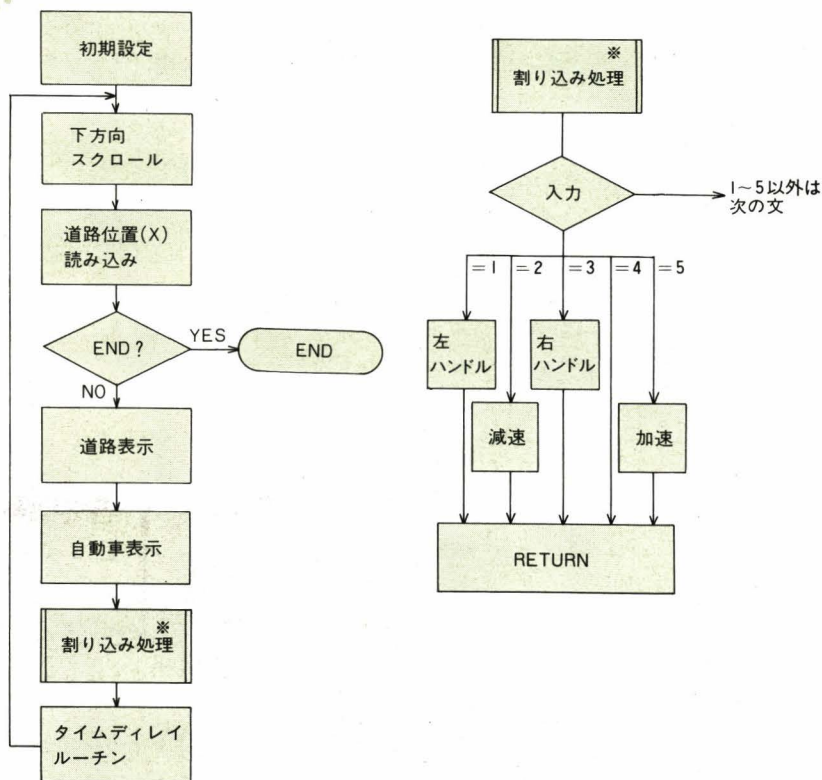 初期設定
下方向
スクロール
道路位置(X)
読み込み
END?
YES
END
NO
道路表示
自動車表示
※
割り込み処理
タイムディレイ
ルーチン
※
割り込み処理
入力
1~5以外は
次の文
=1
=2
=3
=4
=5
左
ハンドル
右
ハンドル
減速
加速
RETURN